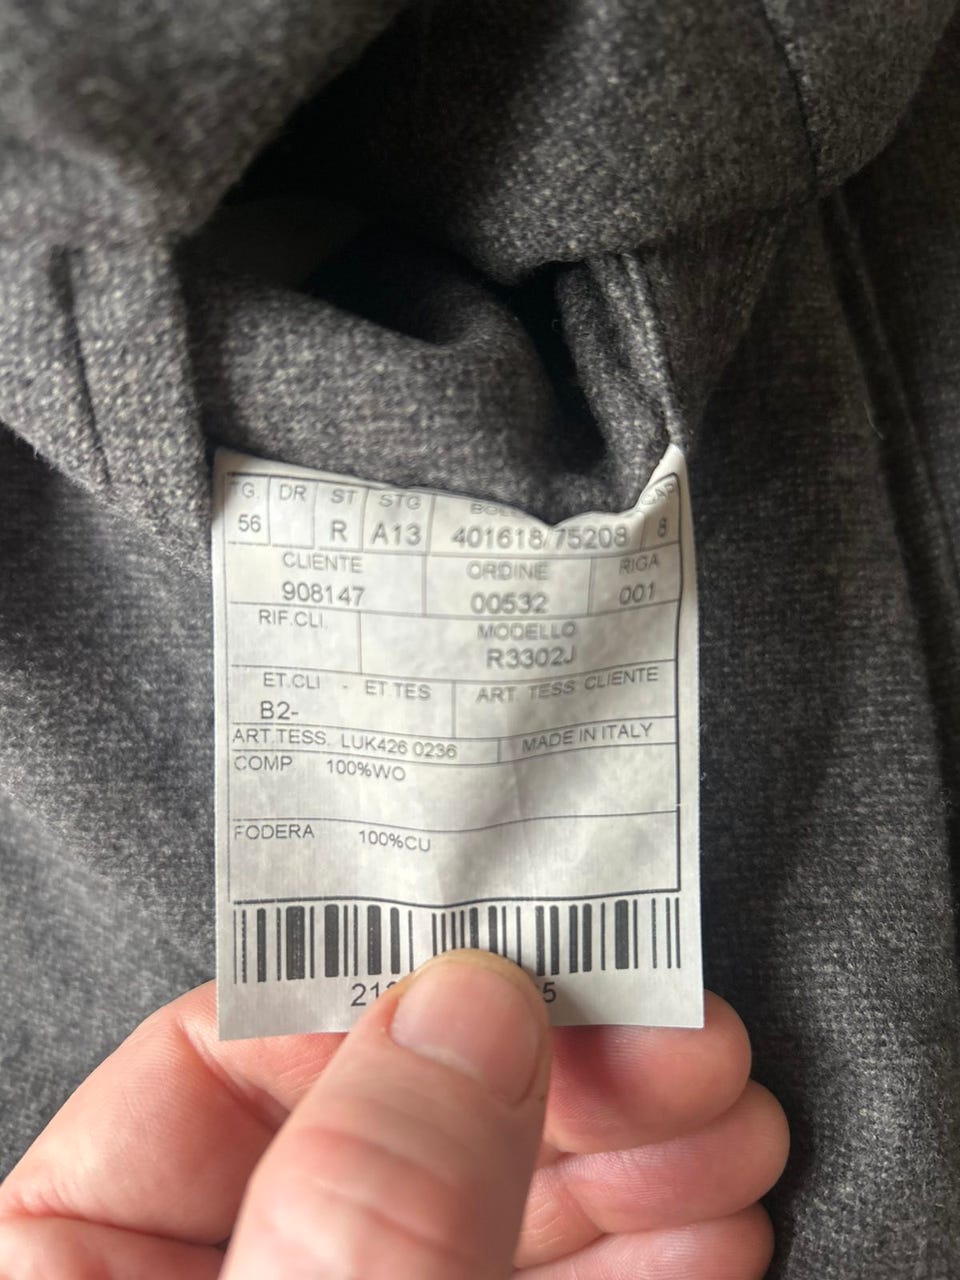 TG. DR ST STG CAP
56 R A13 401618/75208 8
CLIENTE ORDINE RIGA
908147 00532 001
RIF.CLI. MODELLO
R3302J
ET.CLI - ET TES ART TESS CLIENTE
B2-
ART.TESS. LUK426 0236 MADE IN ITALY
COMP 100%WO
FODERA 100%CU